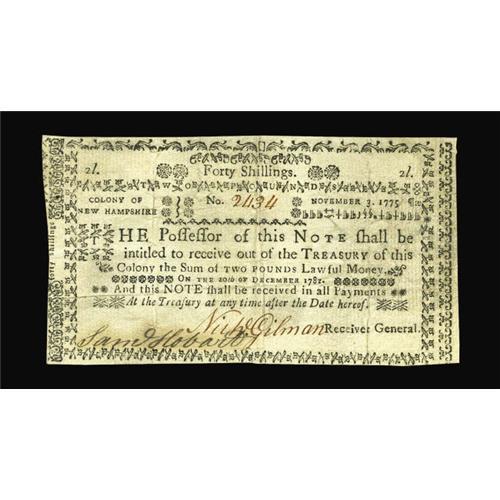 2l. Forty Shillings. 2l.
COLONY OF NEW HAMPSHIRE No. 2434 NOVEMBER 3. 1775
THE Possessor of this NOTE shall be
intitled to receive out of the TREASURY of this
Colony the Sum of TWO POUNDS Lawful Money.
ON THE 20th OF DECEMBER 1782.
And this NOTE shall be received in all Payments
At the Treasury at any time after the Date hereof.
Nich Gilman Receiver General.
Sam Hobart